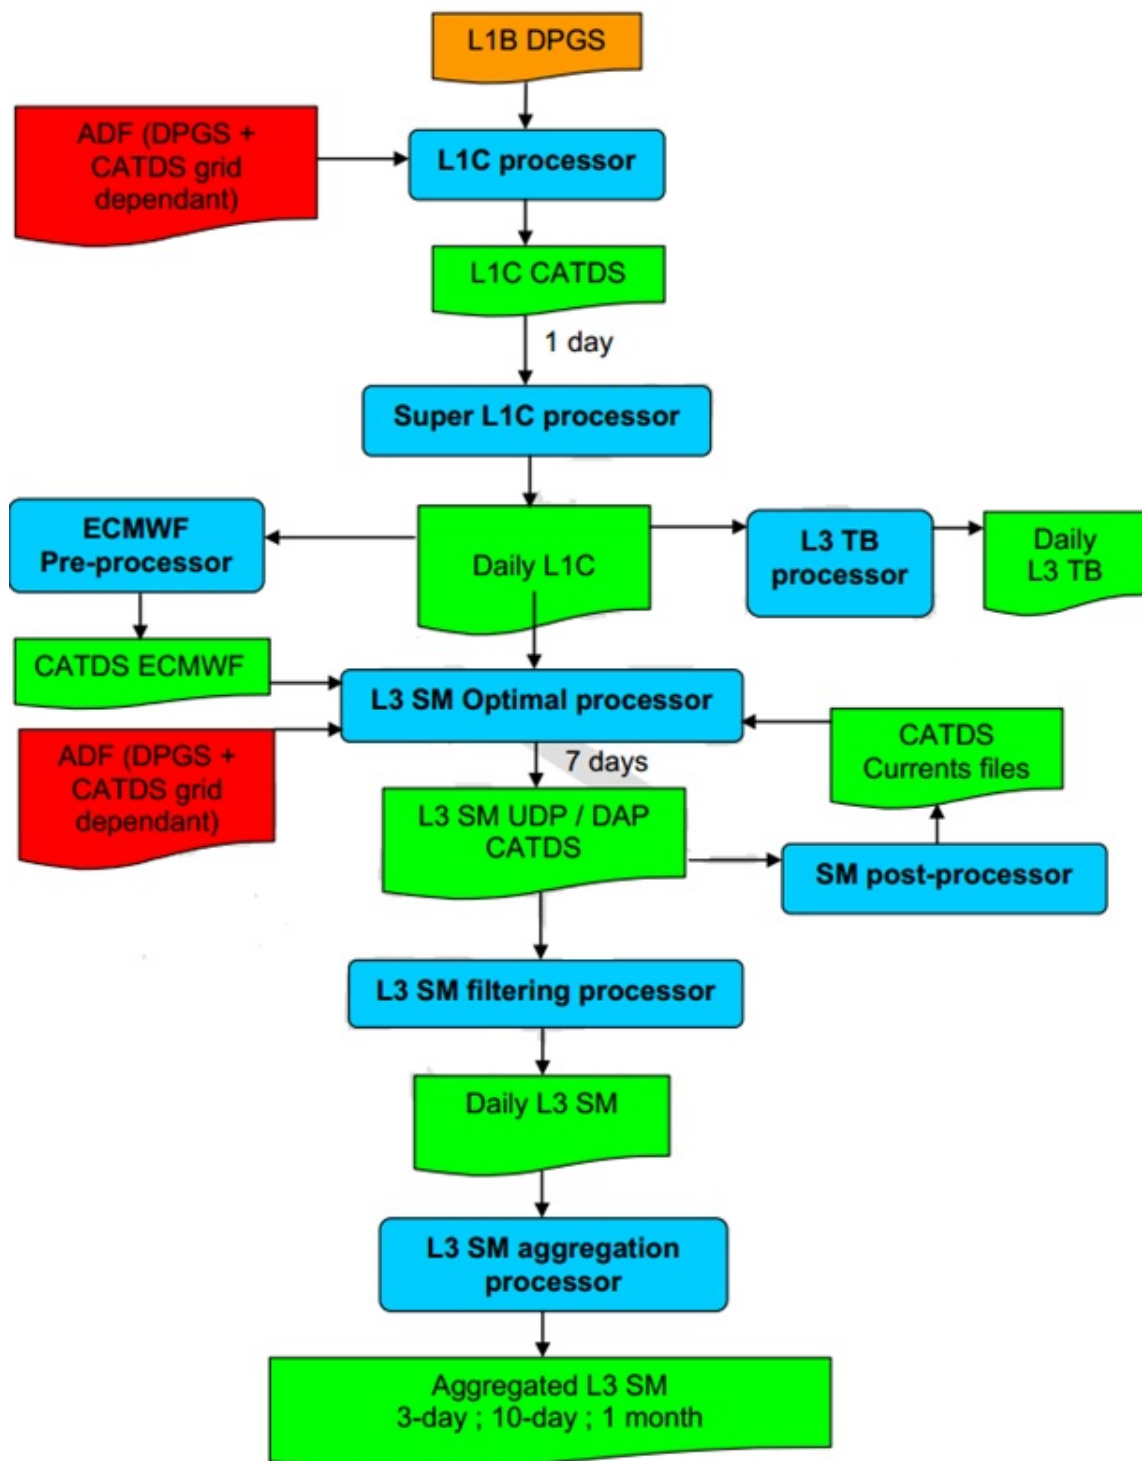 L1B DPGS
ADF (DPGS +
CATDS grid
dependant)
L1C processor
L1C CATDS
1 day
Super L1C processor
ECMWF
Pre-processor
Daily L1C
L3 TB
processor
Daily
L3 TB
CATDS ECMWF
L3 SM Optimal processor
ADF (DPGS +
CATDS grid
dependant)
7 days
CATDS
Currents files
L3 SM UDP / DAP
CATDS
SM post-processor
L3 SM filtering processor
Daily L3 SM
L3 SM aggregation
processor
Aggregated L3 SM
3-day ; 10-day ; 1 month